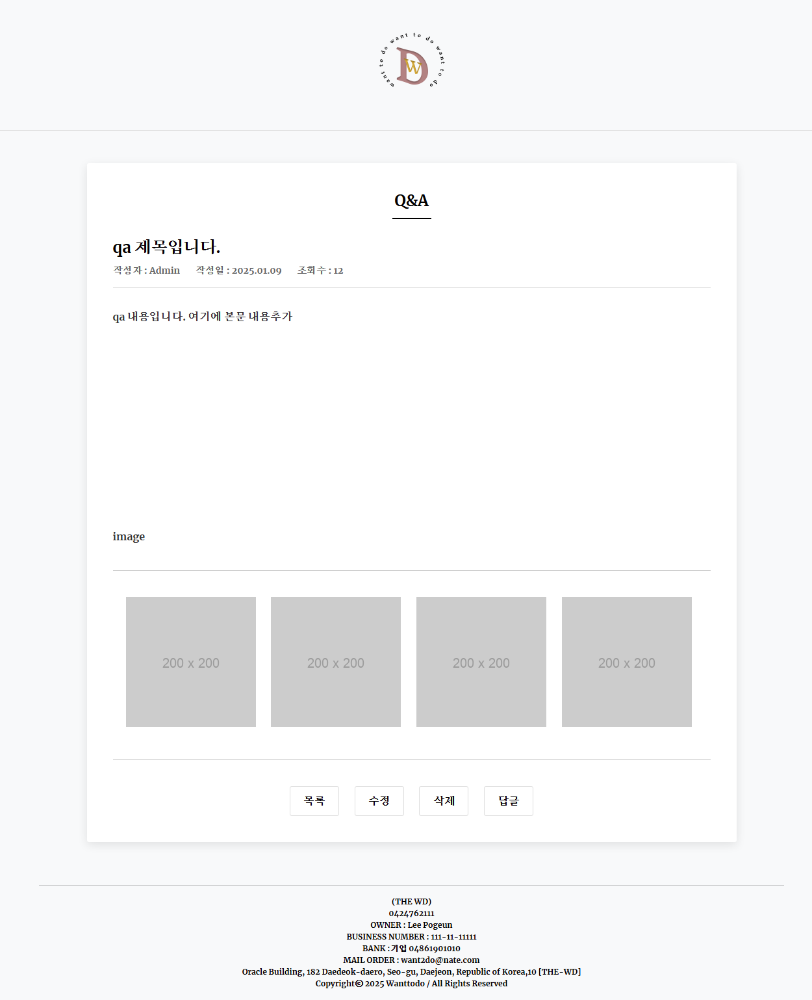 want to do want to do want to do
D W
Q&A
qa 제목입니다.
작성자 : Admin 작성일 : 2025.01.09 조회수 : 12
qa 내용입니다. 여기에 본문 내용추가
image
200 x 200 200 x 200 200 x 200 200 x 200
목록 수정 삭제 답글
(THE WD)
0424762111
OWNER : Lee Pogeun
BUSINESS NUMBER : 111-11-11111
BANK :기업 04861901010
MAIL ORDER : want2do@nate.com
Oracle Building, 182 Daedeok-daero, Seo-gu, Daejeon, Republic of Korea,10 [THE-WD]
Copyright© 2025 Wanttodo / All Rights Reserved